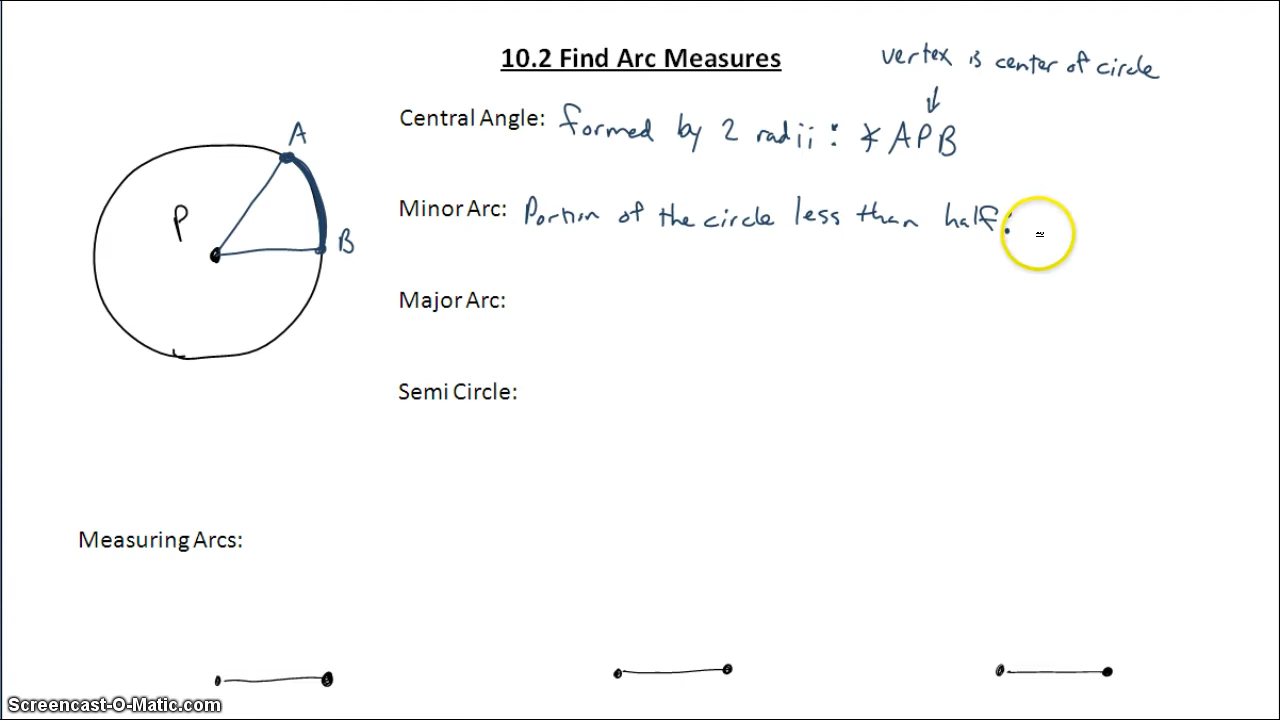 10.2 Find Arc Measures
vertex is center of circle
A
Central Angle: formed by 2 radii : ∡ APB
P
Minor Arc: Portion of the circle less than half:
B
Major Arc:
Semi Circle:
Measuring Arcs:
Screencast-O-Matic.com